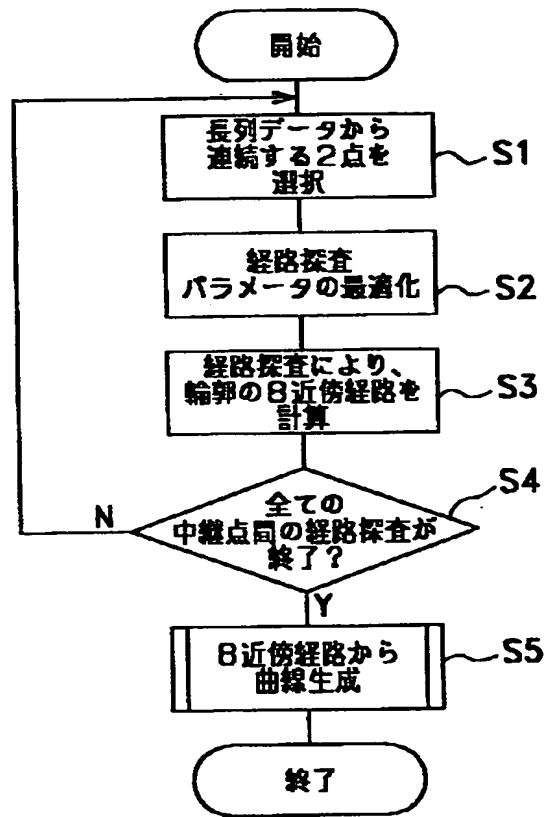 開始
長列データから
連続する2点を
選択
S1
経路探査
パラメータの最適化
S2
経路探査により、
輪郭の8近傍経路を
計算
S3
全ての
中継点間の経路探査が
終了?
S4
N
Y
8近傍経路から
曲線生成
S5
終了